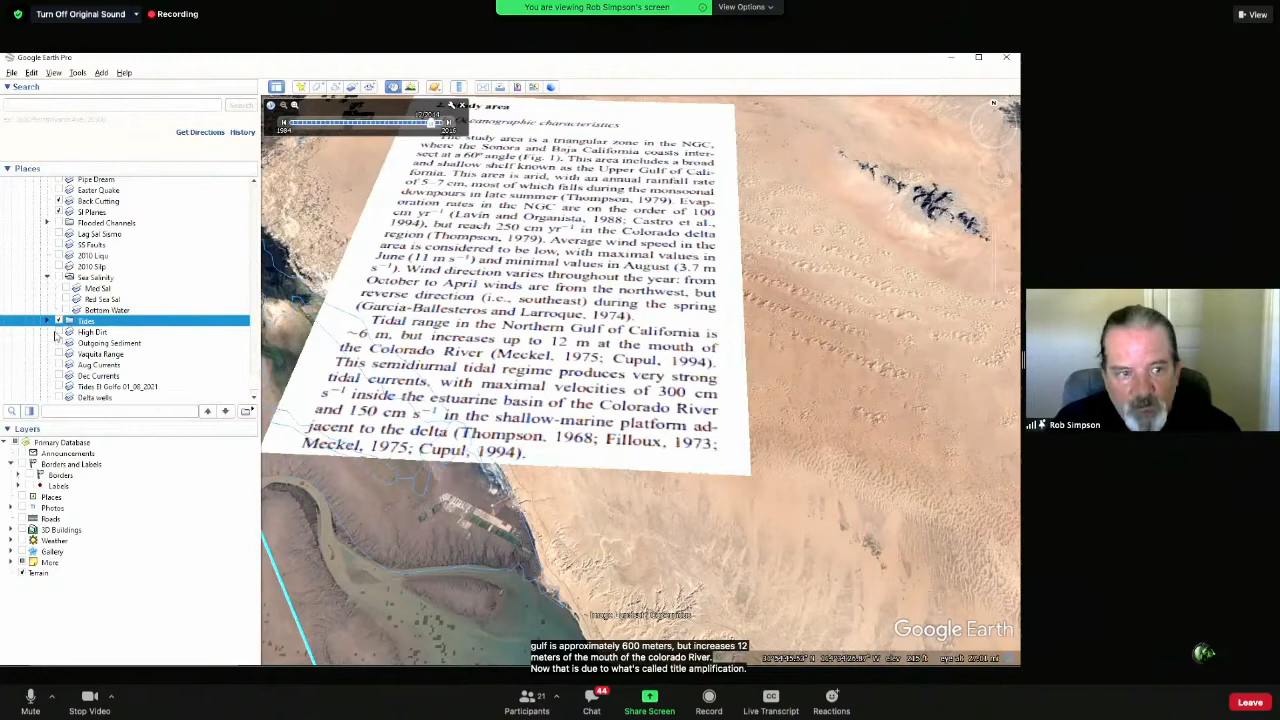 Turn Off Original Sound
Recording
You are viewing Rob Simpson's screen
View Options
View
Google Earth Pro
File Edit View Tools Add Help
Search
Search
Get Directions History
Places
Pipe Dream
Easter Quake
Back Cutting
SI Planes
Flooded Channels
Lag Sal Sismo
SS Faults
2010 Liqu
2010 Slip
Sea Salinity
Med Sal
Red Sea Sal
Bottom Water
Tides
High Dirt
Outgoing Sediment
Vaquita Range
Aug Currents
Dec Currents
Tides El Golfo 01_08_2021
Delta wells
Layers
Primary Database
Announcements
Borders and Labels
Borders
Labels
Places
Photos
Roads
3D Buildings
Weather
Gallery
More
Terrain
12/2014
1984 2016
The study area is a triangular zone in the NGC,
where the Sonora and Baja California coasts inter-
sect at a 60° angle (Fig. 1). This area includes a broad
and shallow shelf known as the Upper Gulf of Cali-
fornia. This area is arid, with an annual rainfall rate
of 5–7 cm, most of which falls during the monsoonal
downpours in late summer (Thompson, 1979). Evap-
oration rates in the NGC are on the order of 100
cm yr⁻¹ (Lavín and Organista, 1988; Castro et al.,
1994), but reach 250 cm yr⁻¹ in the Colorado delta
region (Thompson, 1979). Average wind speed in the
area is considered to be low, with maximal values in
June (11 m s⁻¹) and minimal values in August (3.7 m
s⁻¹). Wind direction varies throughout the year: from
October to April winds are from the northwest, but
reverse direction (i.e., southeast) during the spring
(Garcia-Ballesteros and Larroque, 1974).
Tidal range in the Northern Gulf of California is
~6 m, but increases up to 12 m at the mouth of
the Colorado River (Meckel, 1975; Cupul, 1994).
This semidiurnal tidal regime produces very strong
tidal currents, with maximal velocities of 300 cm
s⁻¹ inside the estuarine basin of the Colorado River
and 150 cm s⁻¹ in the shallow-marine platform ad-
jacent to the delta (Thompson, 1968; Filloux, 1973;
Meckel, 1975; Cupul, 1994).
Image Landsat / Copernicus
Google Earth
gulf is approximately 600 meters, but increases 12
meters of the mouth of the colorado River.
Now that is due to what's called title amplification.
Rob Simpson
Mute
Stop Video
21
Participants
44
Chat
Share Screen
Record
Live Transcript
Reactions
Leave